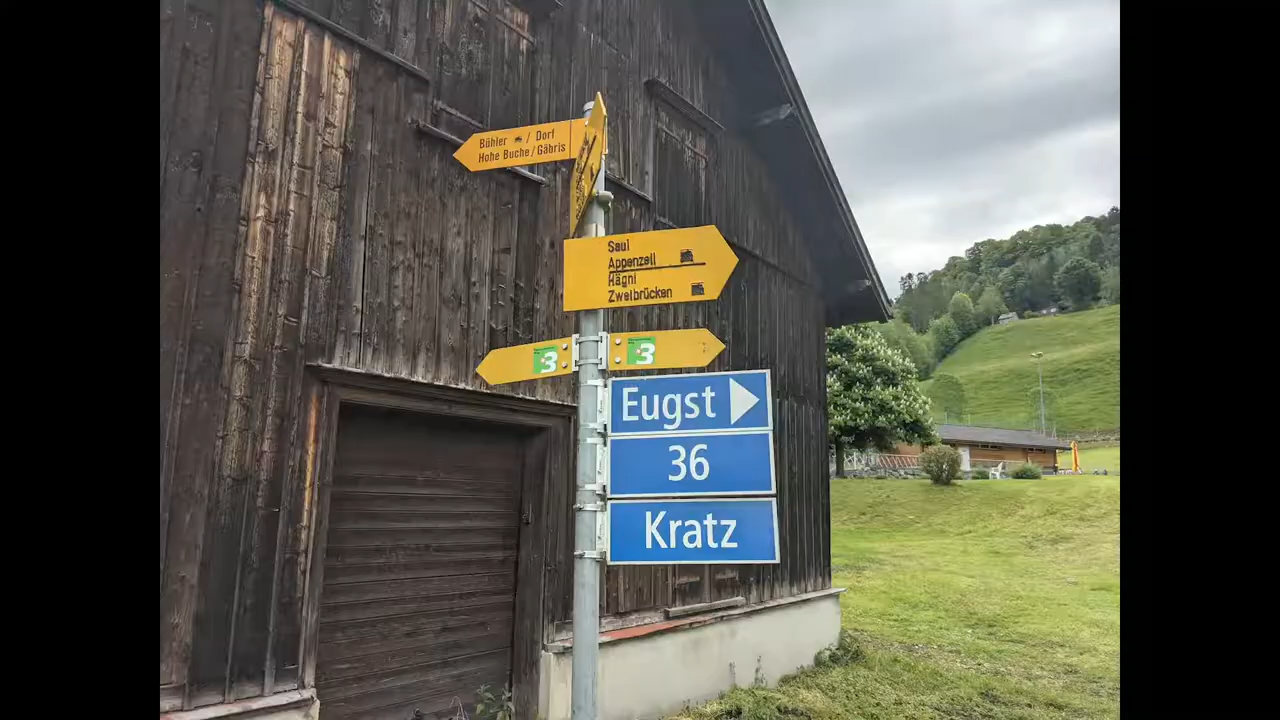 Bühler / Dorf
Hohe Buche/Gäbris
Saul
Appenzell
Hägni
Zweibrücken
3
3
Eugst
36
Kratz